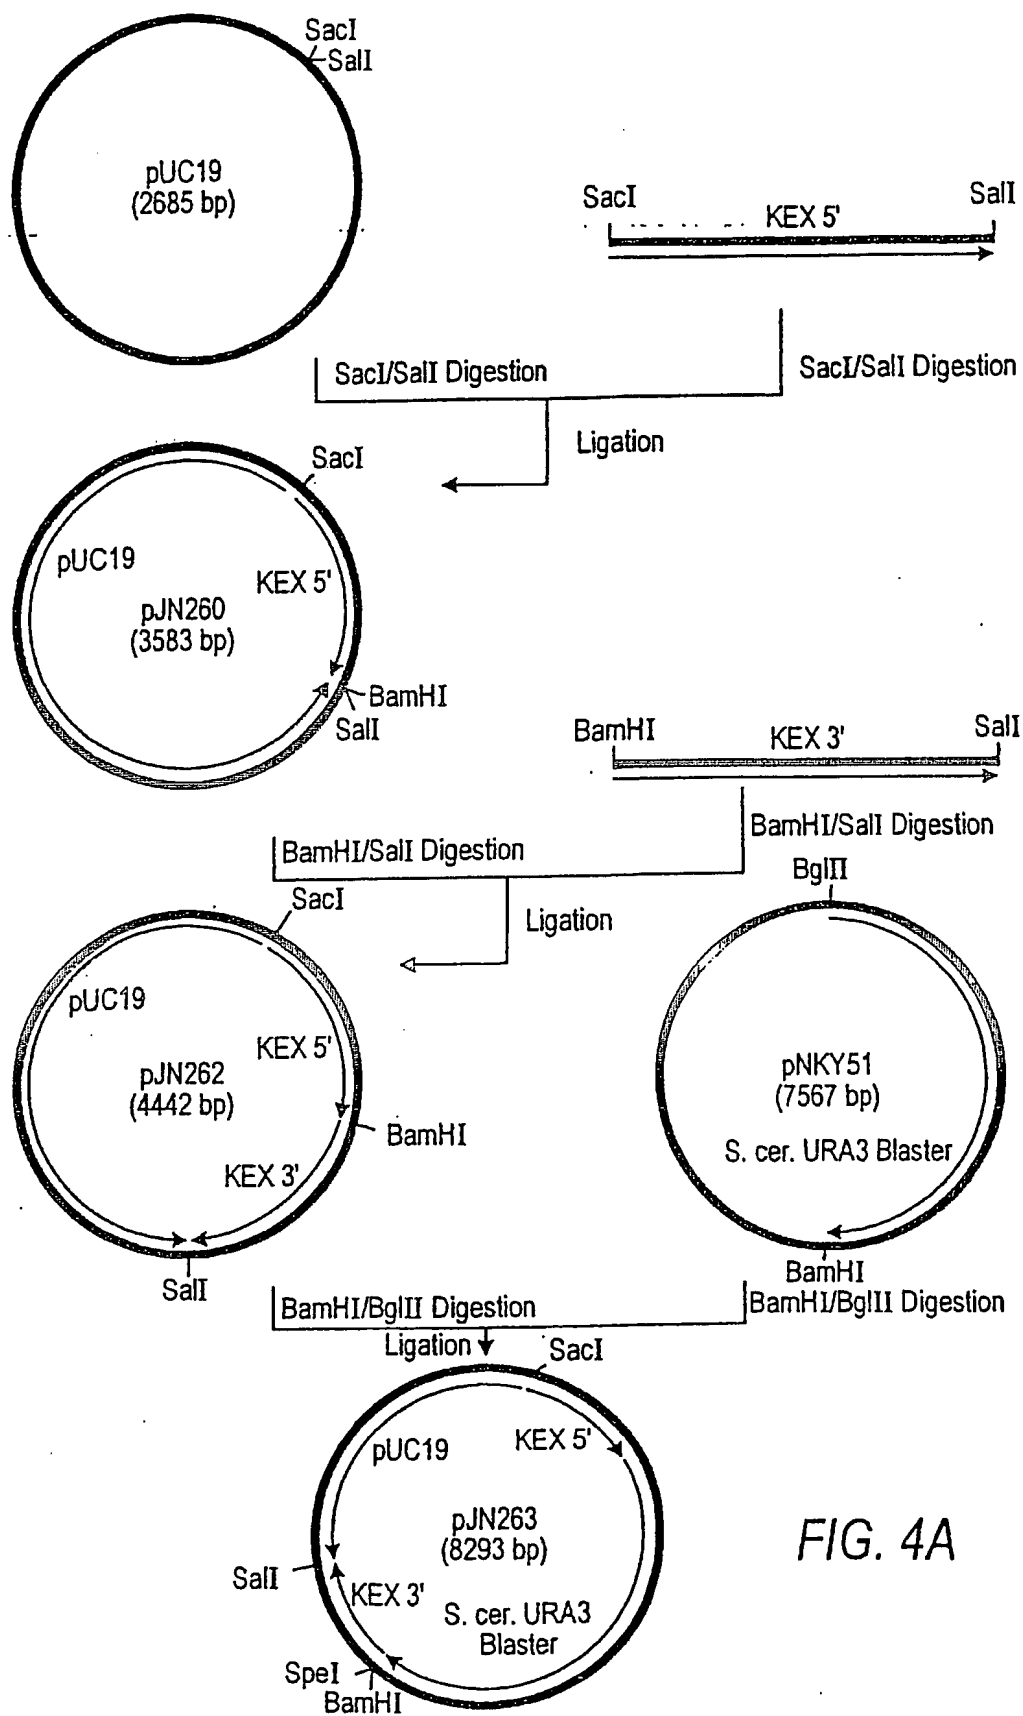 SacI
SalI
pUC19
(2685 bp)
SacI
KEX 5'
SalI
SacI/SalI Digestion
SacI/SalI Digestion
Ligation
SacI
pUC19
KEX 5'
pJN260
(3583 bp)
BamHI
SalI
BamHI
KEX 3'
SalI
BamHI/SalI Digestion
BamHI/SalI Digestion
Ligation
SacI
pUC19
KEX 5'
pJN262
(4442 bp)
BamHI
KEX 3'
SalI
BglII
pNKY51
(7567 bp)
S. cer. URA3 Blaster
BamHI
BamHI/BglII Digestion
BamHI/BglII Digestion
Ligation
SacI
pUC19
KEX 5'
pJN263
(8293 bp)
SalI
KEX 3'
S. cer. URA3
Blaster
SpeI
BamHI
FIG. 4A